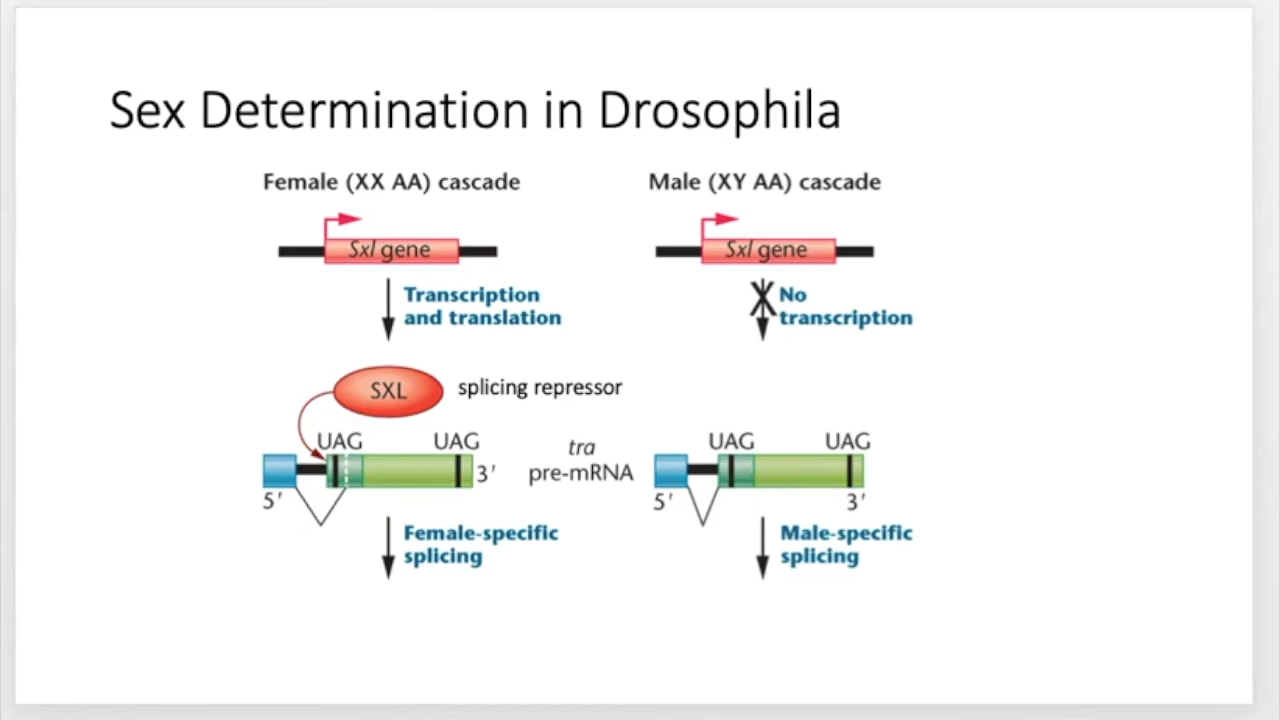 Sex Determination in Drosophila
Female (XX AA) cascade
Sxl gene
Transcription
and translation
SXL
splicing repressor
UAG
UAG
5′
3′
Female-specific
splicing
tra
pre-mRNA
Male (XY AA) cascade
Sxl gene
X
No
transcription
UAG
UAG
5′
3′
Male-specific
splicing